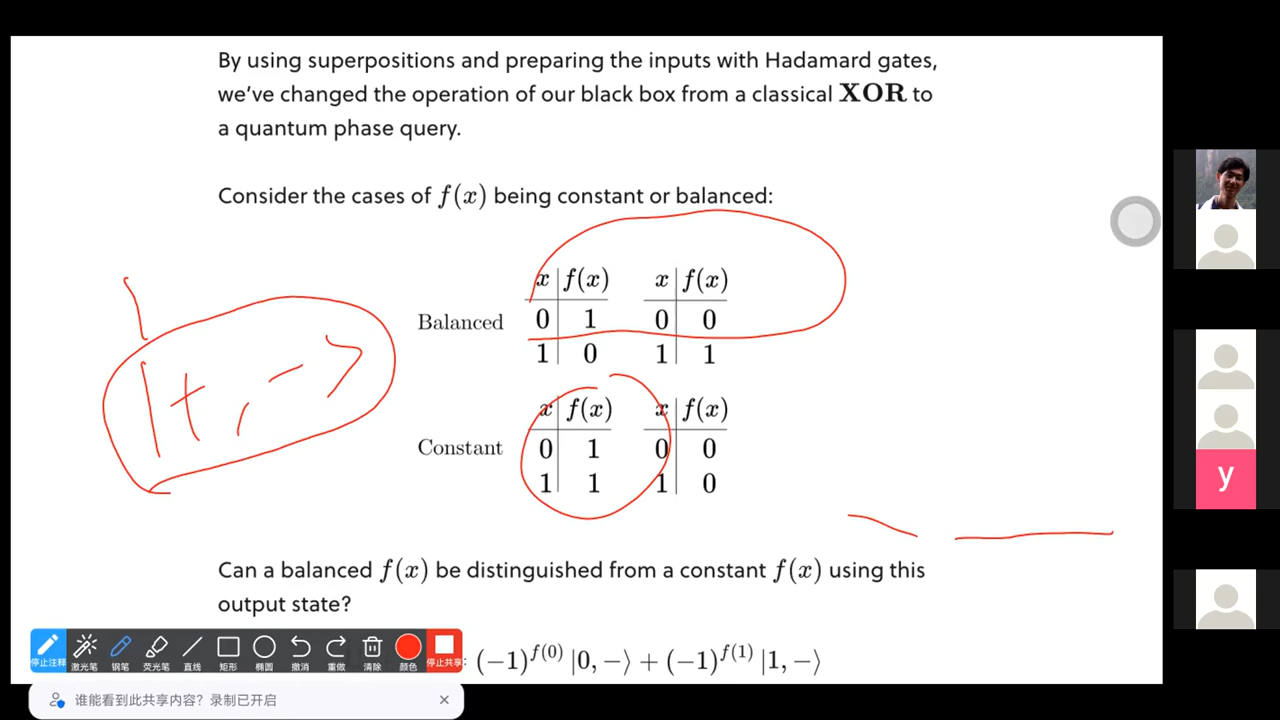 By using superpositions and preparing the inputs with Hadamard gates,
we've changed the operation of our black box from a classical XOR to
a quantum phase query.
Consider the cases of f(x) being constant or balanced:
x f(x) x f(x)
Balanced 0 1 0 0
1 0 1 1
|+, -〉
x f(x) x f(x)
Constant 0 1 0 0
1 1 1 0
y
Can a balanced f(x) be distinguished from a constant f(x) using this
output state?
: (−1)^{f(0)} |0, −⟩ + (−1)^{f(1)} |1, −⟩
停止注释 激光笔 钢笔 荧光笔 直线 矩形 椭圆 撤消 重做 清除 颜色 停止共享
谁能看到此共享内容? 录制已开启